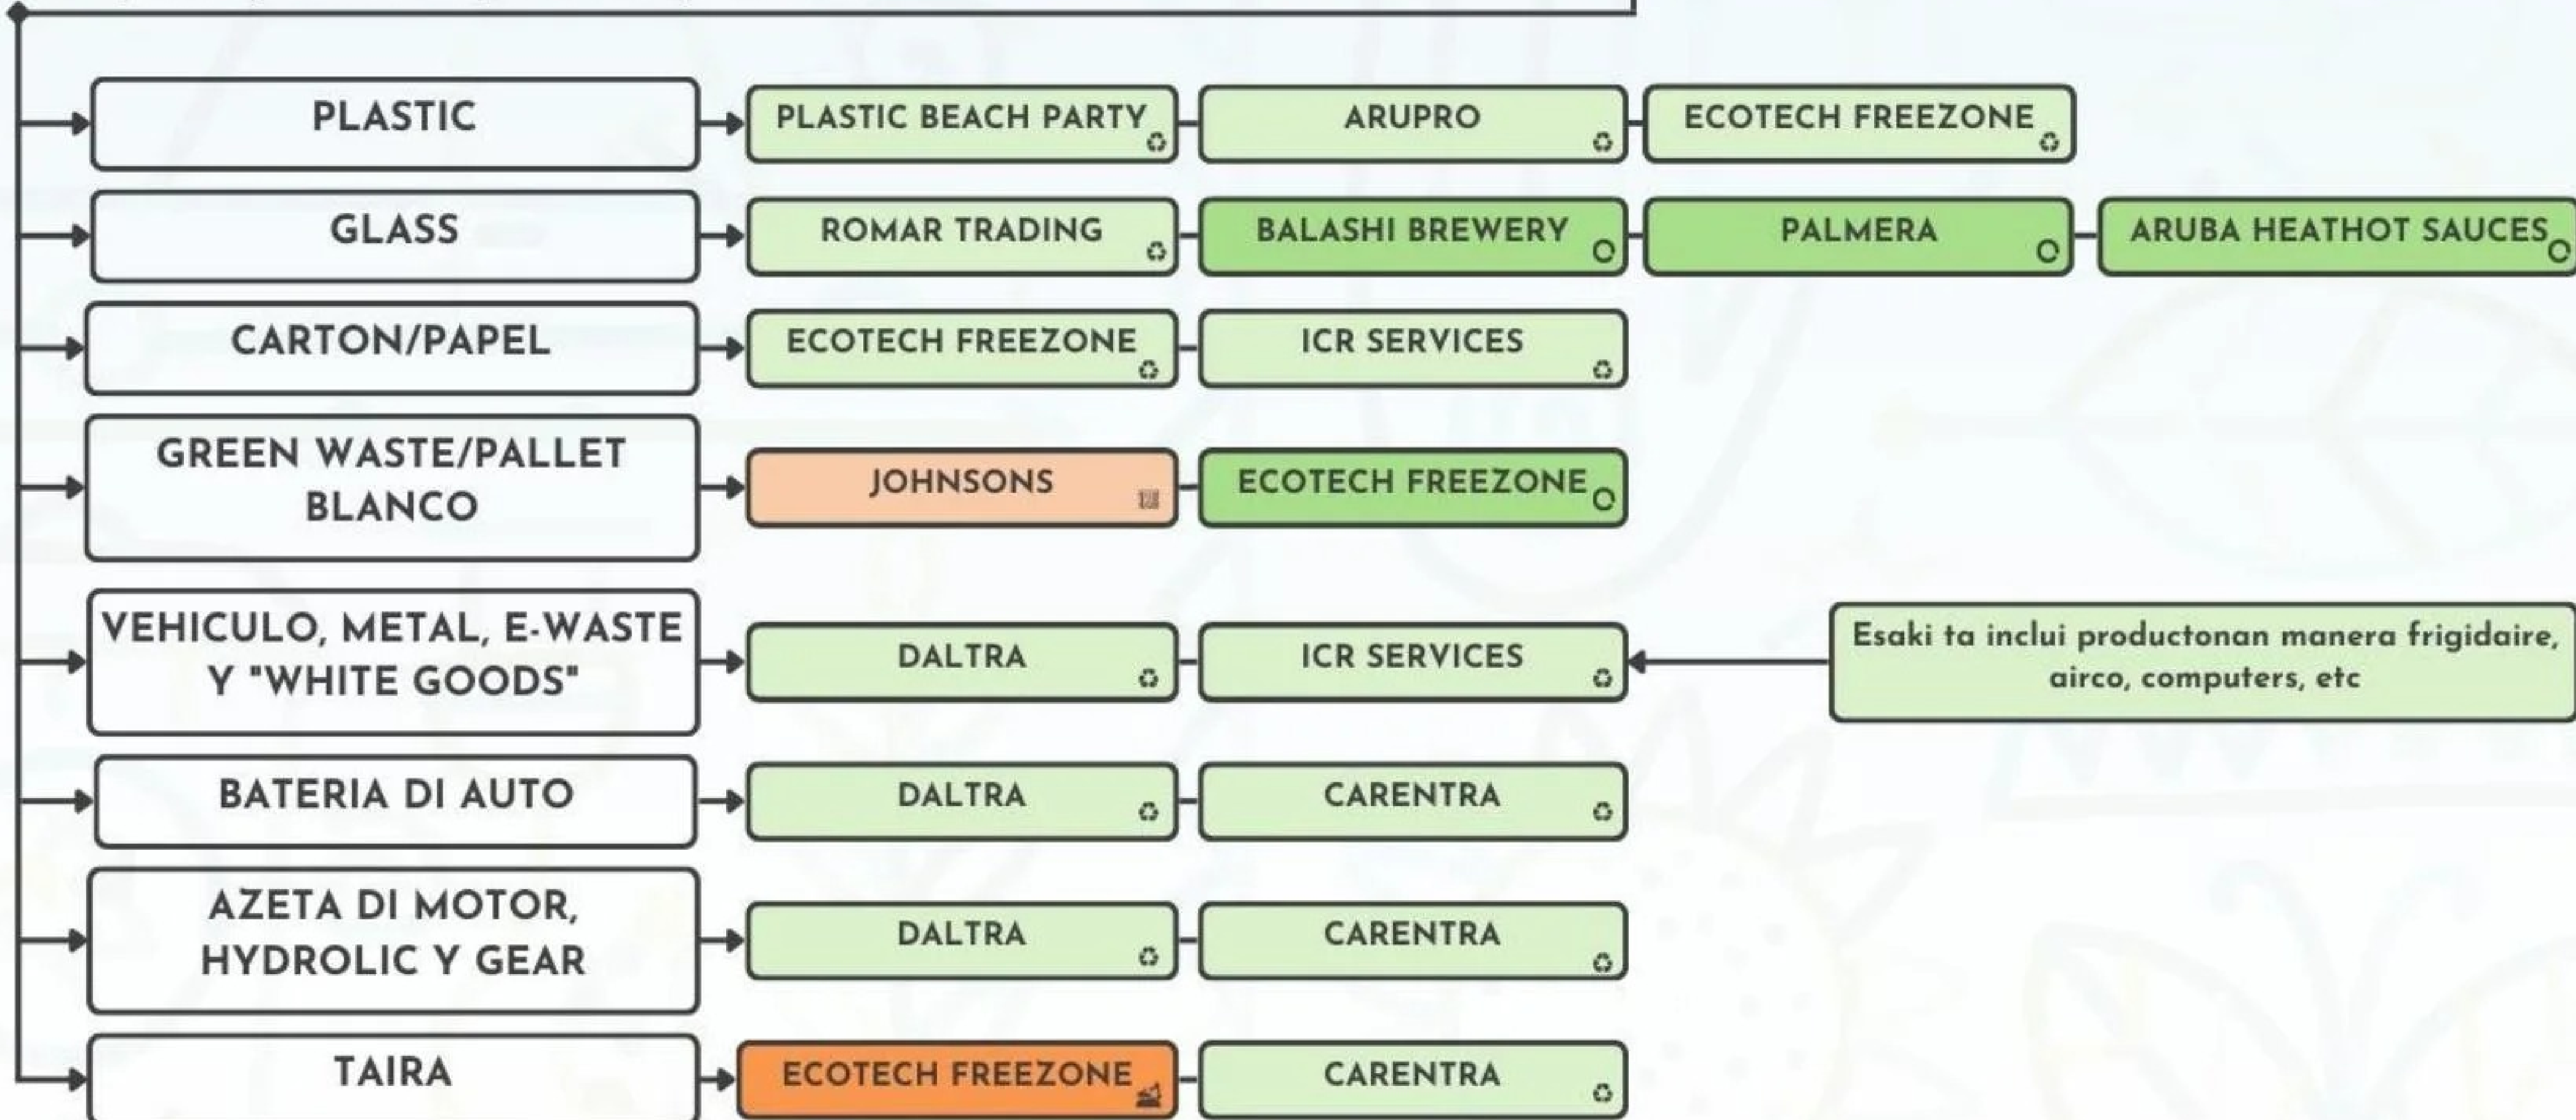 PLASTIC
PLASTIC BEACH PARTY
ARUPRO
ECOTECH FREEZONE
GLASS
ROMAR TRADING
BALASHI BREWERY
PALMERA
ARUBA HEATHOT SAUCES
CARTON/PAPEL
ECOTECH FREEZONE
ICR SERVICES
GREEN WASTE/PALLET
BLANCO
JOHNSONS
ECOTECH FREEZONE
VEHICULO, METAL, E-WASTE
Y "WHITE GOODS"
DALTRA
ICR SERVICES
Esaki ta inclui productonan manera frigidaire,
airco, computers, etc
BATERIA DI AUTO
DALTRA
CARENTRA
AZETA DI MOTOR,
HYDROLIC Y GEAR
DALTRA
CARENTRA
TAIRA
ECOTECH FREEZONE
CARENTRA